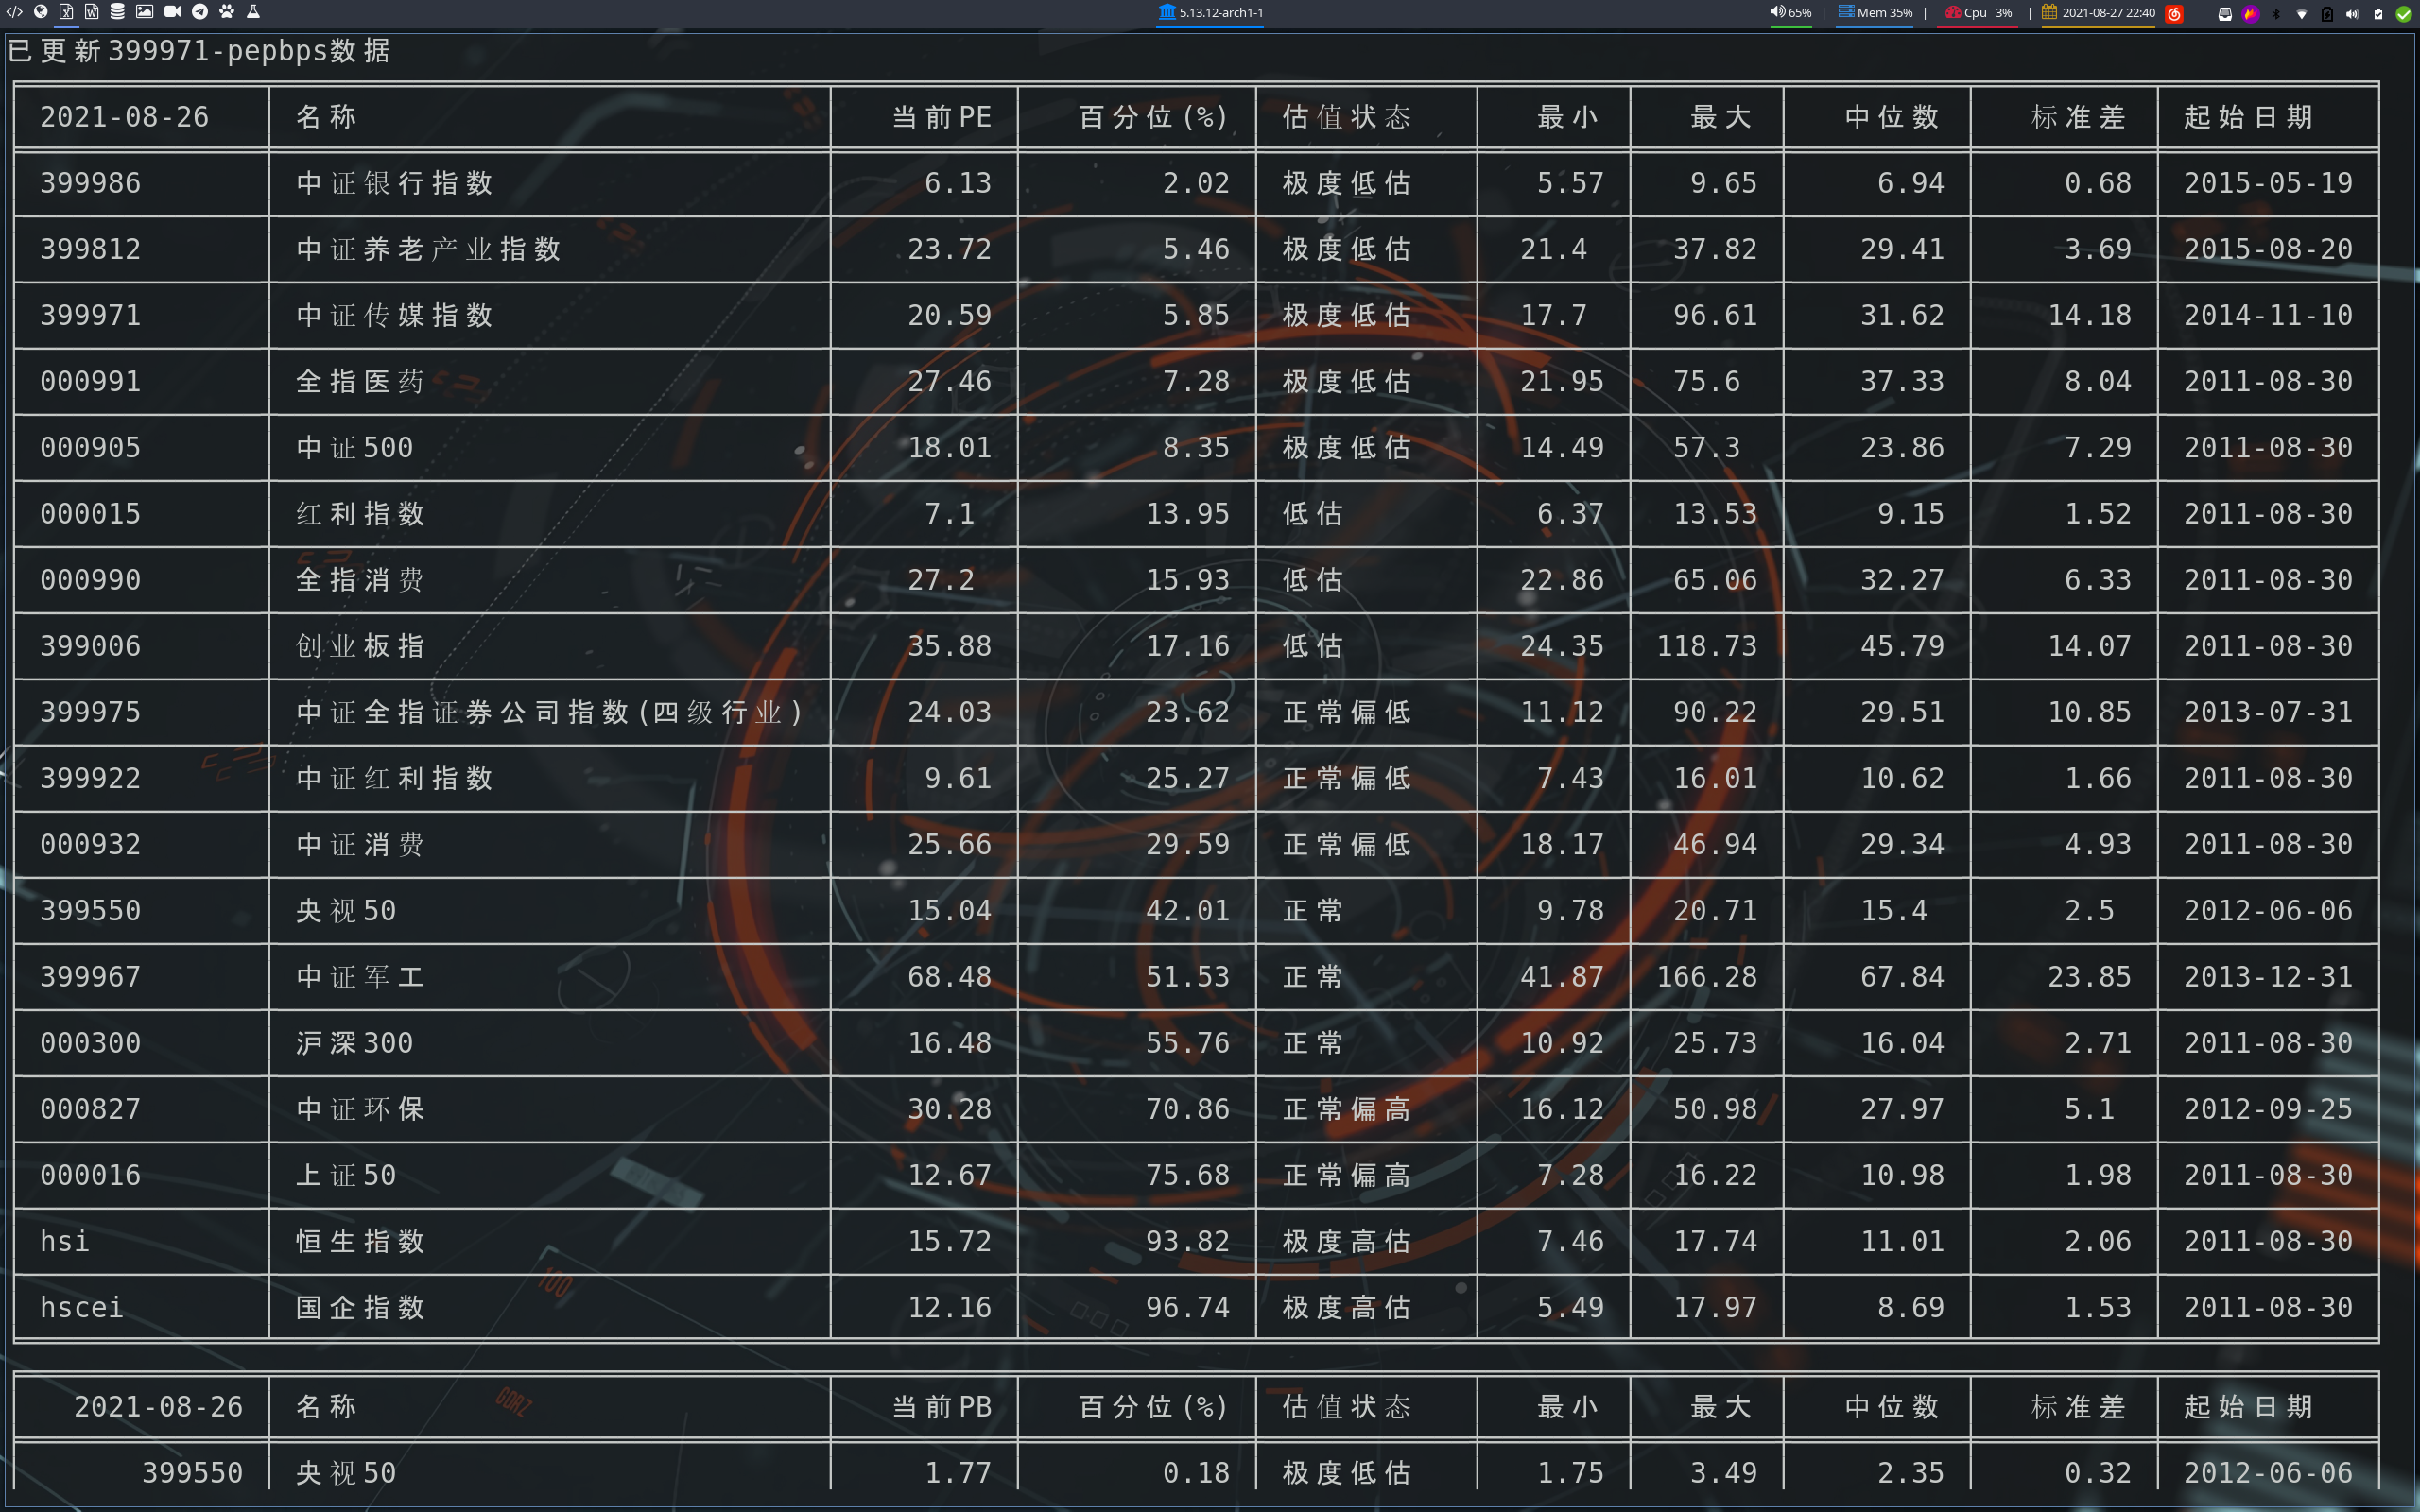 5.13.12-arch1-1
65% | Mem 35% | Cpu 3% | 2021-08-27 22:40
已更新399971-pepbps数据
2021-08-26 名称 当前PE 百分位(%) 估值状态 最小 最大 中位数 标准差 起始日期
399986 中证银行指数 6.13 2.02 极度低估 5.57 9.65 6.94 0.68 2015-05-19
399812 中证养老产业指数 23.72 5.46 极度低估 21.4 37.82 29.41 3.69 2015-08-20
399971 中证传媒指数 20.59 5.85 极度低估 17.7 96.61 31.62 14.18 2014-11-10
000991 全指医药 27.46 7.28 极度低估 21.95 75.6 37.33 8.04 2011-08-30
000905 中证500 18.01 8.35 极度低估 14.49 57.3 23.86 7.29 2011-08-30
000015 红利指数 7.1 13.95 低估 6.37 13.53 9.15 1.52 2011-08-30
000990 全指消费 27.2 15.93 低估 22.86 65.06 32.27 6.33 2011-08-30
399006 创业板指 35.88 17.16 低估 24.35 118.73 45.79 14.07 2011-08-30
399975 中证全指证券公司指数(四级行业) 24.03 23.62 正常偏低 11.12 90.22 29.51 10.85 2013-07-31
399922 中证红利指数 9.61 25.27 正常偏低 7.43 16.01 10.62 1.66 2011-08-30
000932 中证消费 25.66 29.59 正常偏低 18.17 46.94 29.34 4.93 2011-08-30
399550 央视50 15.04 42.01 正常 9.78 20.71 15.4 2.5 2012-06-06
399967 中证军工 68.48 51.53 正常 41.87 166.28 67.84 23.85 2013-12-31
000300 沪深300 16.48 55.76 正常 10.92 25.73 16.04 2.71 2011-08-30
000827 中证环保 30.28 70.86 正常偏高 16.12 50.98 27.97 5.1 2012-09-25
000016 上证50 12.67 75.68 正常偏高 7.28 16.22 10.98 1.98 2011-08-30
hsi 恒生指数 15.72 93.82 极度高估 7.46 17.74 11.01 2.06 2011-08-30
hscei 国企指数 12.16 96.74 极度高估 5.49 17.97 8.69 1.53 2011-08-30
100
2021-08-26 名称 当前PB 百分位(%) 估值状态 最小 最大 中位数 标准差 起始日期
399550 央视50 1.77 0.18 极度低估 1.75 3.49 2.35 0.32 2012-06-06